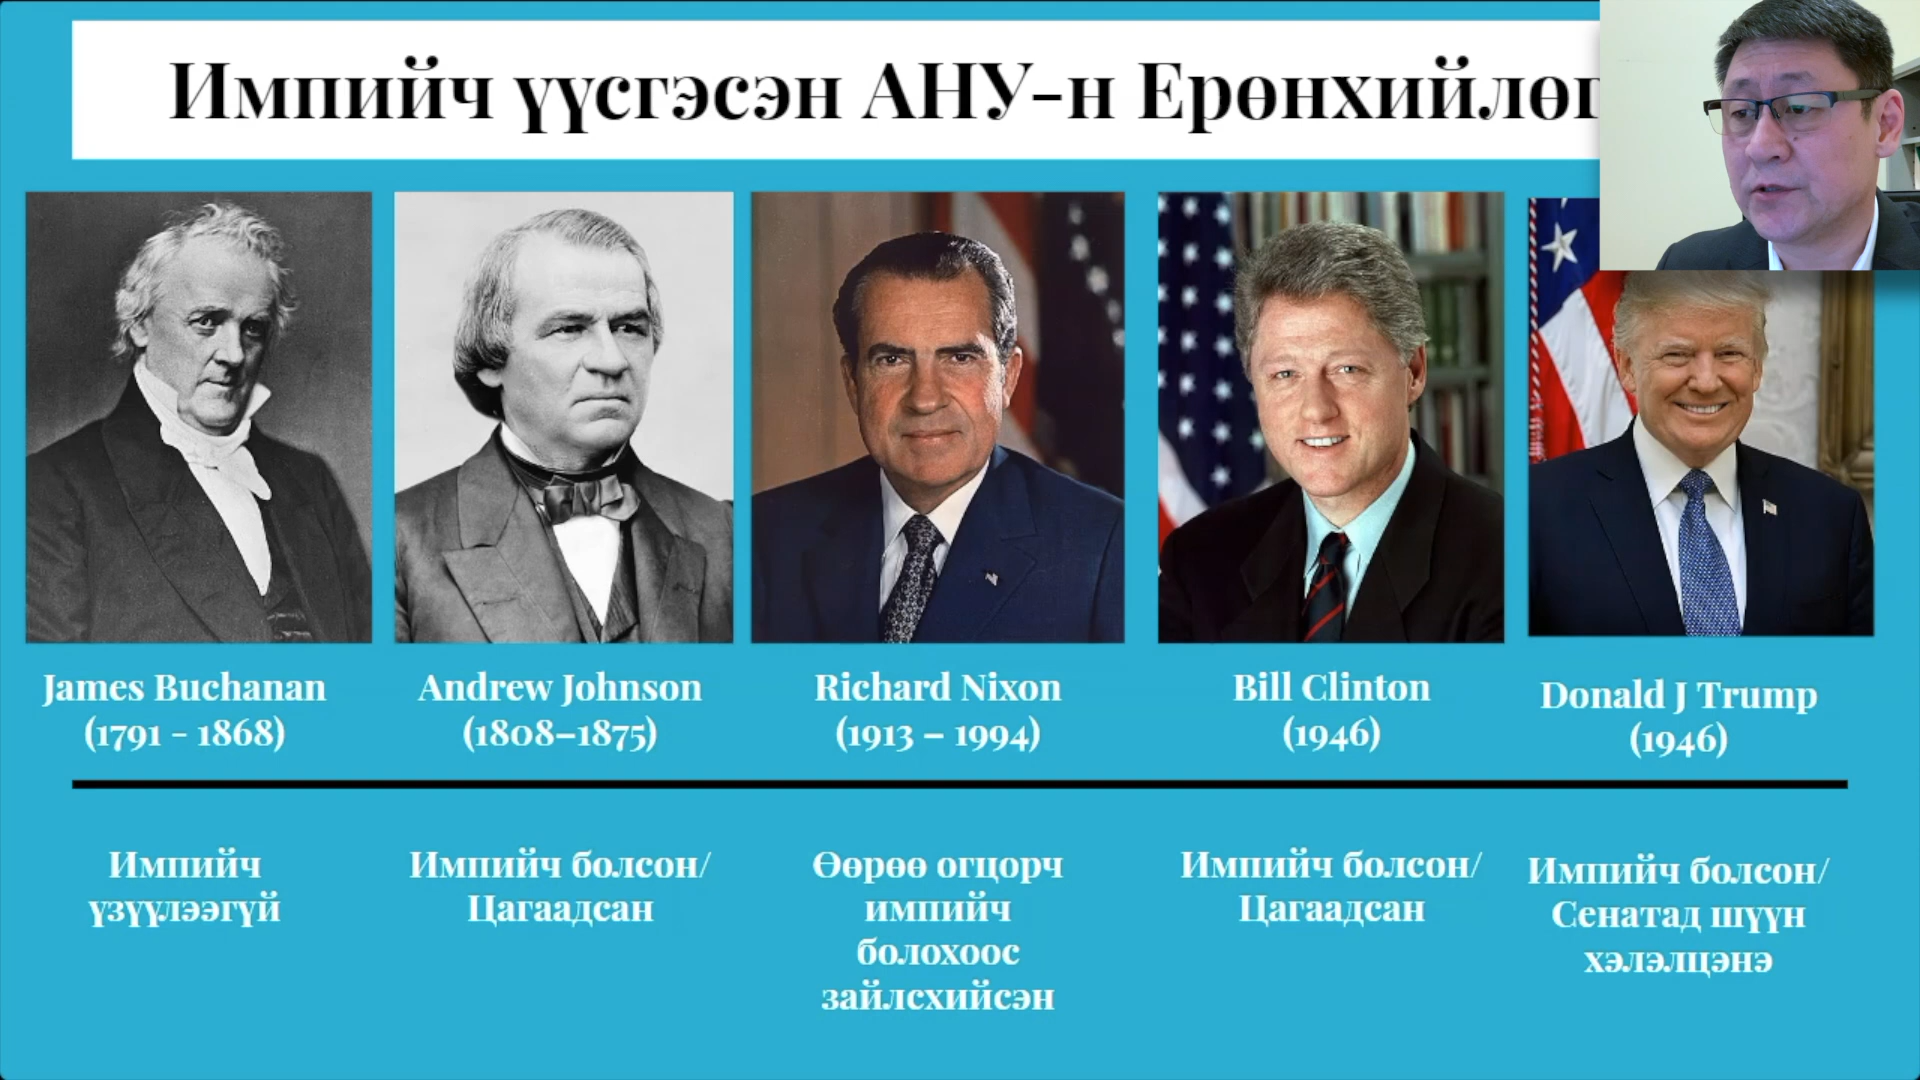 Импийч үүсгэсэн АНУ-н
James Buchanan
(1791 - 1868)
Andrew Johnson
(1808–1875)
Richard Nixon
(1913 – 1994)
Bill Clinton
(1946)
Donald J Trump
(1946)
Импийч
үзүүлээгүй
Импийч болсон/
Цагаадсан
Өөрөө огцорч
импийч
болохоос
зайлсхийсэн
Импийч болсон/
Цагаадсан
Импийч болсон/
Сенатад шүүн
хэлэлцэнэ